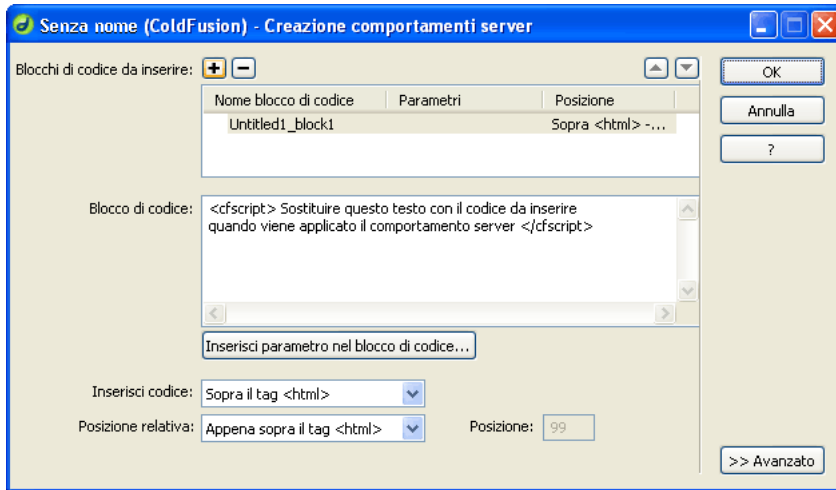 Senza nome (ColdFusion) - Creazione comportamenti server
Blocchi di codice da inserire:
OK
Nome blocco di codice Parametri Posizione
Annulla
Untitled1_block1 Sopra <html> -...
?
Blocco di codice: <cfscript> Sostituire questo testo con il codice da inserire
quando viene applicato il comportamento server </cfscript>
Inserisci parametro nel blocco di codice...
Inserisci codice: Sopra il tag <html>
Posizione relativa: Appena sopra il tag <html> Posizione: 99
>> Avanzato